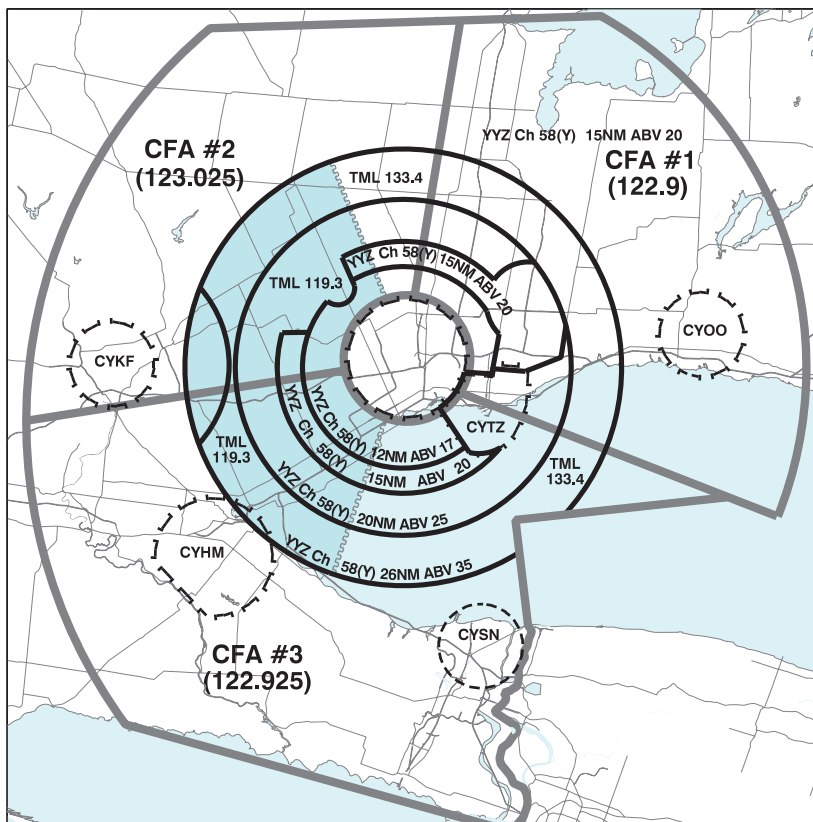 YYZ Ch 58(Y) 15NM ABV 20
CFA #2
(123.025)
CFA #1
(122.9)
TML 133.4
YYZ Ch 58(Y) 15NM ABV 20
TML 119.3
CYOO
CYKF
CYTZ
YYZ Ch 58(Y) 12NM ABV 17
YYZ Ch 58(Y) 15NM ABV 20
TML
119.3
TML
133.4
YYZ Ch 58(Y) 20NM ABV 25
YYZ Ch 58(Y) 26NM ABV 35
CYHM
CYSN
CFA #3
(122.925)